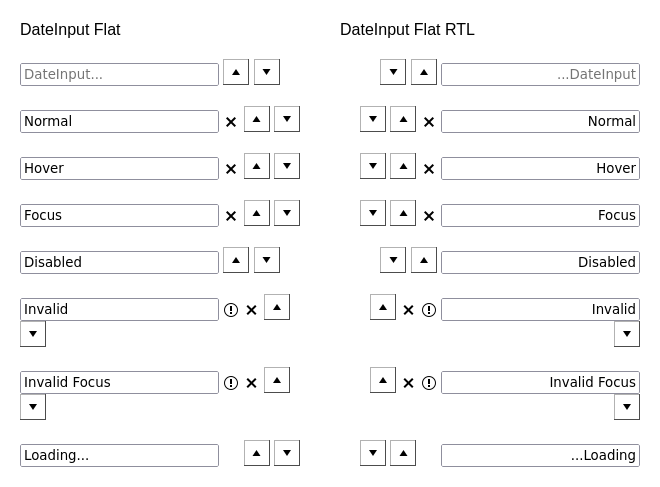 DateInput Flat
DateInput Flat RTL
DateInput...
...DateInput
Normal
Normal
Hover
Hover
Focus
Focus
Disabled
Disabled
Invalid
Invalid
Invalid Focus
Invalid Focus
Loading...
...Loading